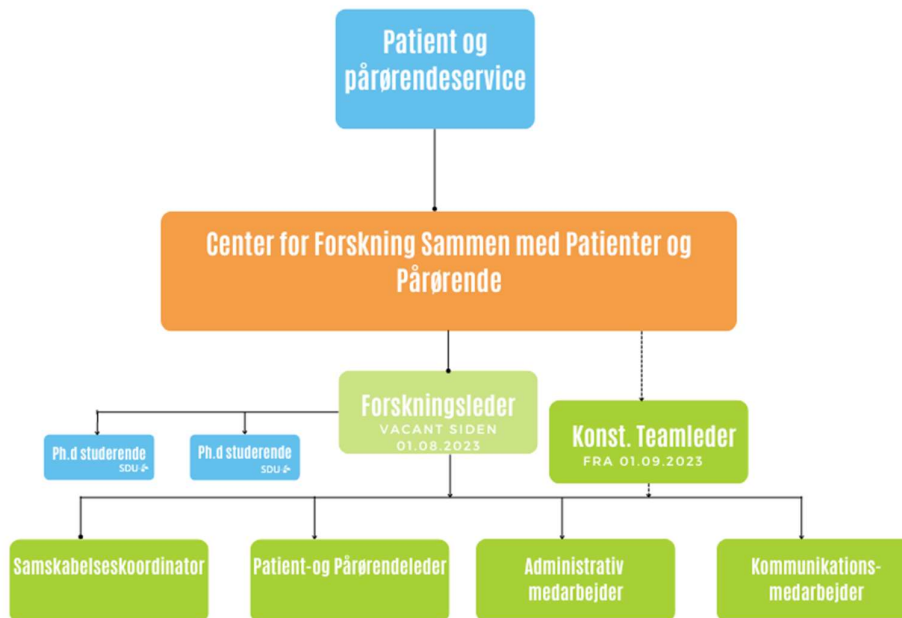 Patient og
pårørendeservice
Center for Forskning Sammen med Patienter og
Pårørende
Forskningsleder
VACANT SIDEN
01.08.2023
Konst. Teamleder
FRA 01.09.2023
Ph.d studerende
SDU
Ph.d studerende
SDU
Samskabelseskoordinator
Patient-og Pårørendeleder
Administrativ
medarbejder
Kommunikations-
medarbejder